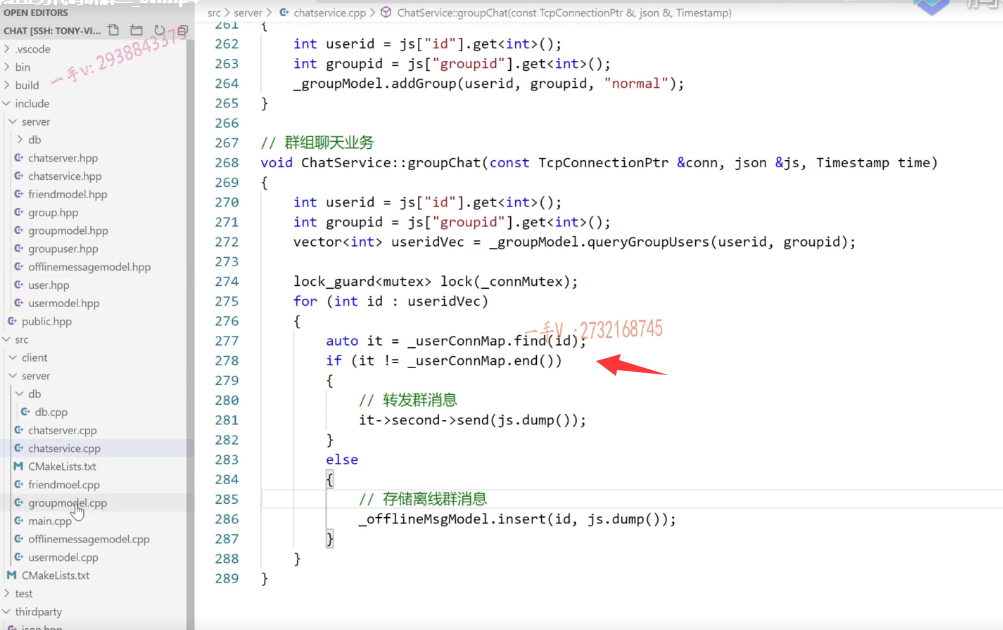 OPEN EDITORS
CHAT [SSH: TONY-VI...
.vscode
bin
build
include
server
db
chatserver.hpp
chatservice.hpp
friendmodel.hpp
group.hpp
groupmodel.hpp
groupuser.hpp
offlinemessagemodel.hpp
user.hpp
usermodel.hpp
public.hpp
src
client
server
db
db.cpp
chatserver.cpp
chatservice.cpp
CMakeLists.txt
friendmoel.cpp
groupmodel.cpp
main.cpp
offlinemessagemodel.cpp
usermodel.cpp
CMakeLists.txt
test
thirdparty
json.hpp
一手V: 2938843373
src > server > chatservice.cpp > ChatService::groupChat(const TcpConnectionPtr &, json &, Timestamp)
261 {
262 int userid = js["id"].get<int>();
263 int groupid = js["groupid"].get<int>();
264 _groupModel.addGroup(userid, groupid, "normal");
265 }
266
267 // 群组聊天业务
268 void ChatService::groupChat(const TcpConnectionPtr &conn, json &js, Timestamp time)
269 {
270 int userid = js["id"].get<int>();
271 int groupid = js["groupid"].get<int>();
272 vector<int> useridVec = _groupModel.queryGroupUsers(userid, groupid);
273
274 lock_guard<mutex> lock(_connMutex);
275 for (int id : useridVec)
276 {
一手V :2732168745
277 auto it = _userConnMap.find(id);
278 if (it != _userConnMap.end())
279 {
280 // 转发群消息
281 it->second->send(js.dump());
282 }
283 else
284 {
285 // 存储离线群消息
286 _offlineMsgModel.insert(id, js.dump());
287 }
288 }
289 }